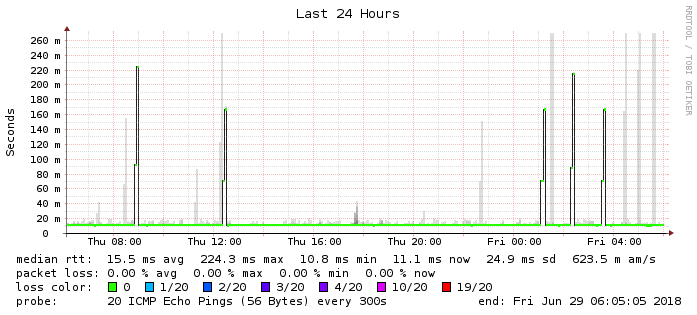 Last 24 Hours
RRDTOOL / TOBI OETIKER
Seconds
260 m
240 m
220 m
200 m
180 m
160 m
140 m
120 m
100 m
80 m
60 m
40 m
20 m
0
Thu 08:00 Thu 12:00 Thu 16:00 Thu 20:00 Fri 00:00 Fri 04:00
median rtt: 15.5 ms avg 224.3 ms max 10.8 ms min 11.1 ms now 24.9 ms sd 623.5 m am/s
packet loss: 0.00 % avg 0.00 % max 0.00 % min 0.00 % now
loss color: 0 1/20 2/20 3/20 4/20 10/20 19/20
probe: 20 ICMP Echo Pings (56 Bytes) every 300s end: Fri Jun 29 06:05:05 2018